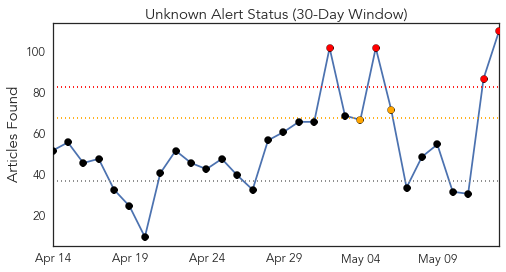 Unknown Alert Status (30-Day Window)
Articles Found
100
80
60
40
20
Apr 14
Apr 19
Apr 24
Apr 29
May 04
May 09